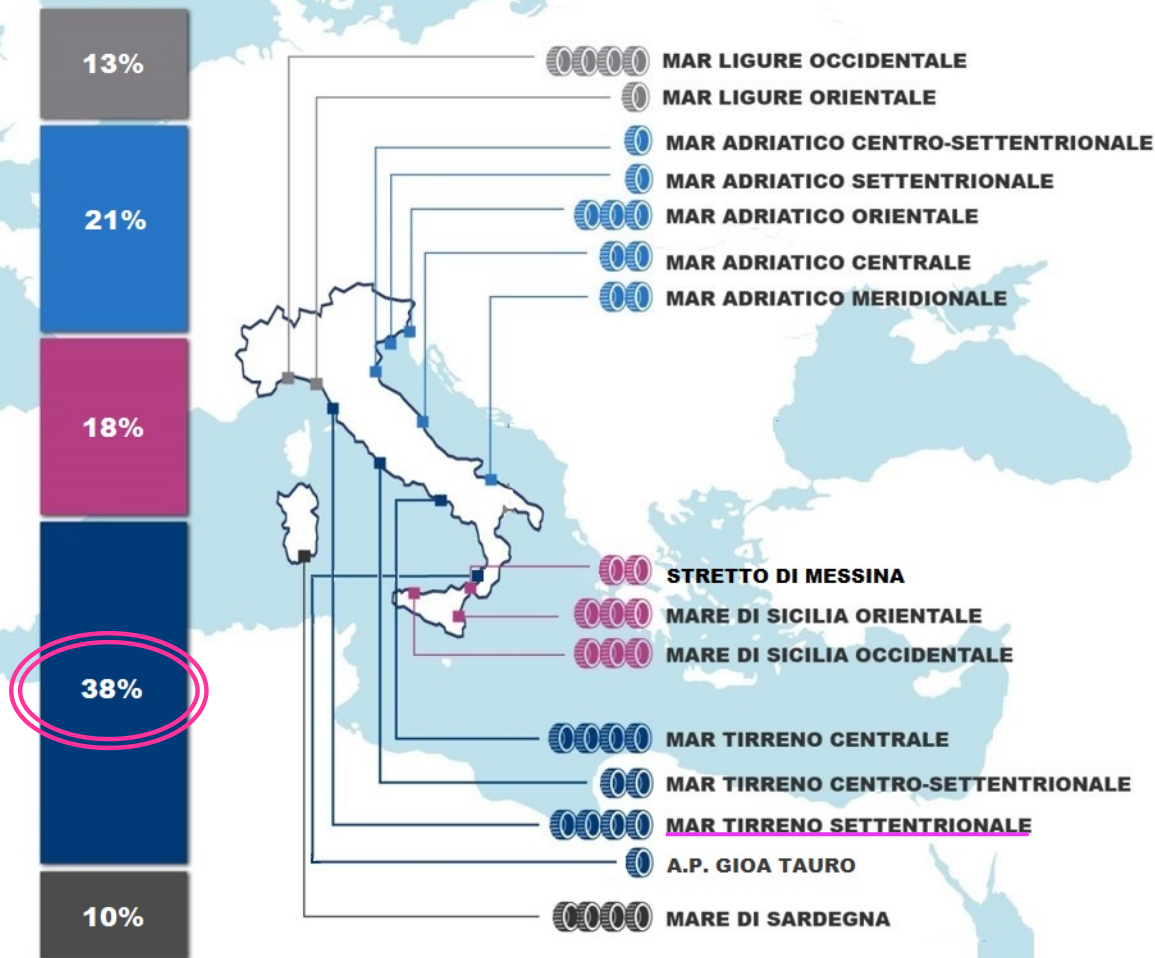 13%
21%
18%
38%
10%
MAR LIGURE OCCIDENTALE
MAR LIGURE ORIENTALE
MAR ADRIATICO CENTRO-SETTENTRIONALE
MAR ADRIATICO SETTENTRIONALE
MAR ADRIATICO ORIENTALE
MAR ADRIATICO CENTRALE
MAR ADRIATICO MERIDIONALE
STRETTO DI MESSINA
MARE DI SICILIA ORIENTALE
MARE DI SICILIA OCCIDENTALE
MAR TIRRENO CENTRALE
MAR TIRRENO CENTRO-SETTENTRIONALE
MAR TIRRENO SETTENTRIONALE
A.P. GIOA TAURO
MARE DI SARDEGNA